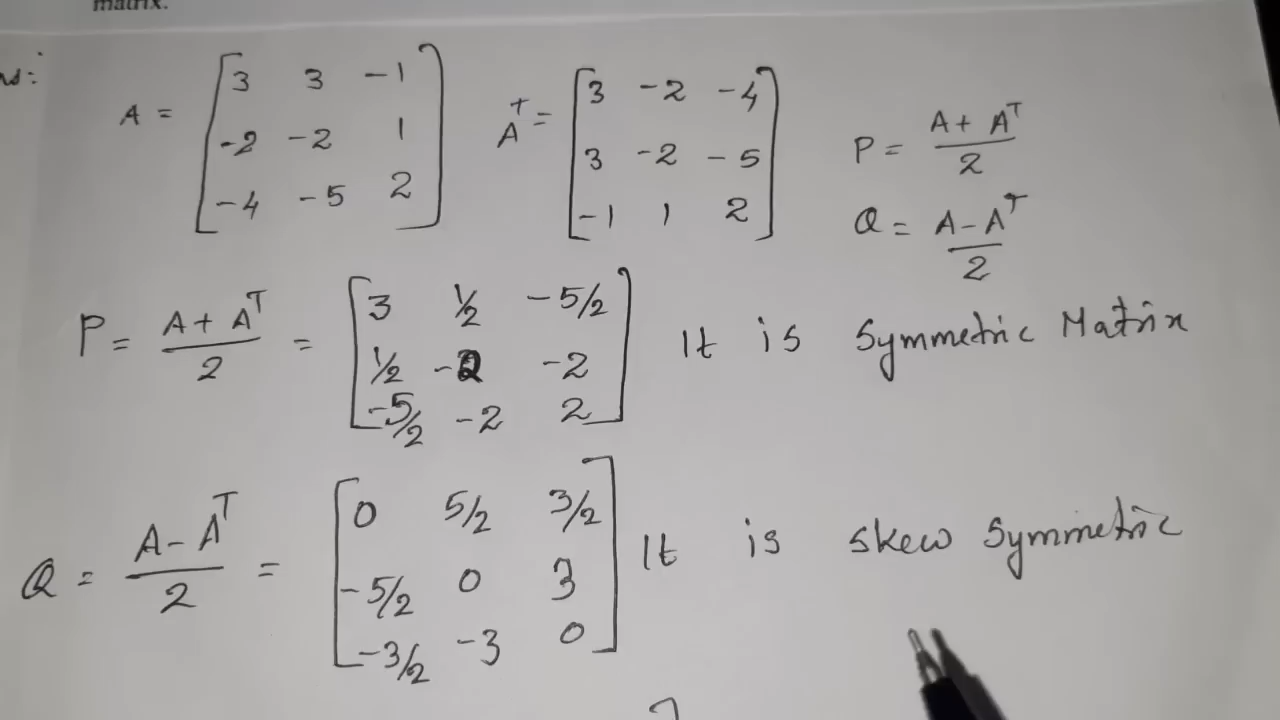 matrix.
A = [3 3 -1
-2 -2 1
-4 -5 2]
A^T = [3 -2 -4
3 -2 -5
-1 1 2]
P = A + A^T / 2
Q = A - A^T / 2
P = A + A^T / 2 = [3 1/2 -5/2
1/2 -2 -2
-5/2 -2 2] It is Symmetric Matrix
Q = A - A^T / 2 = [0 5/2 3/2
-5/2 0 3
-3/2 -3 0] It is skew Symmetric